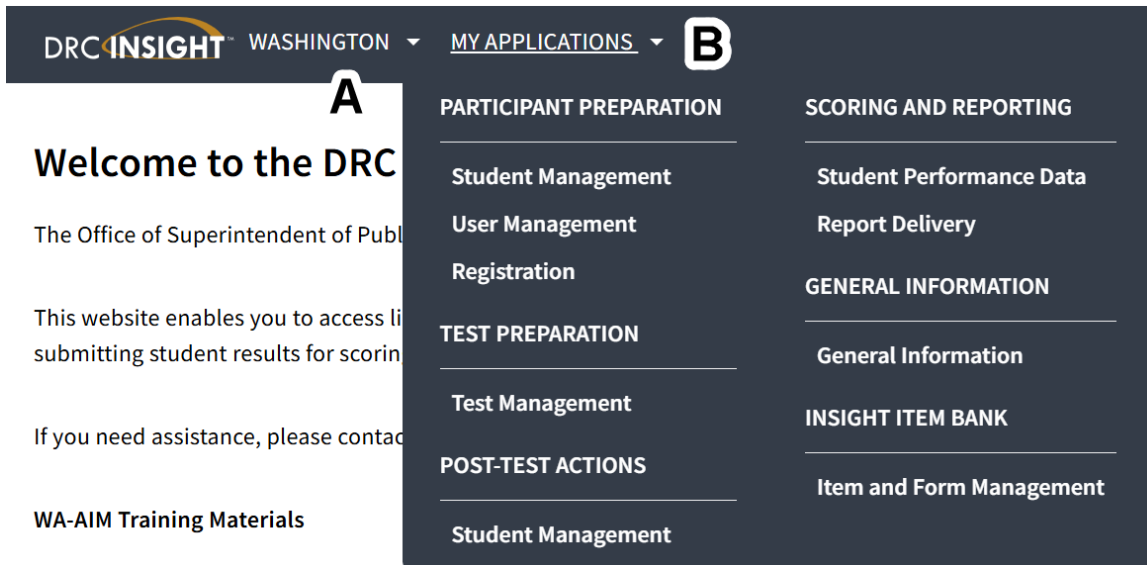 DRC INSIGHT™ WASHINGTON MY APPLICATIONS B
A
Welcome to the DRC
The Office of Superintendent of Publ
This website enables you to access li
submitting student results for scorin
If you need assistance, please contac
WA-AIM Training Materials
PARTICIPANT PREPARATION
Student Management
User Management
Registration
TEST PREPARATION
Test Management
POST-TEST ACTIONS
Student Management
SCORING AND REPORTING
Student Performance Data
Report Delivery
GENERAL INFORMATION
General Information
INSIGHT ITEM BANK
Item and Form Management